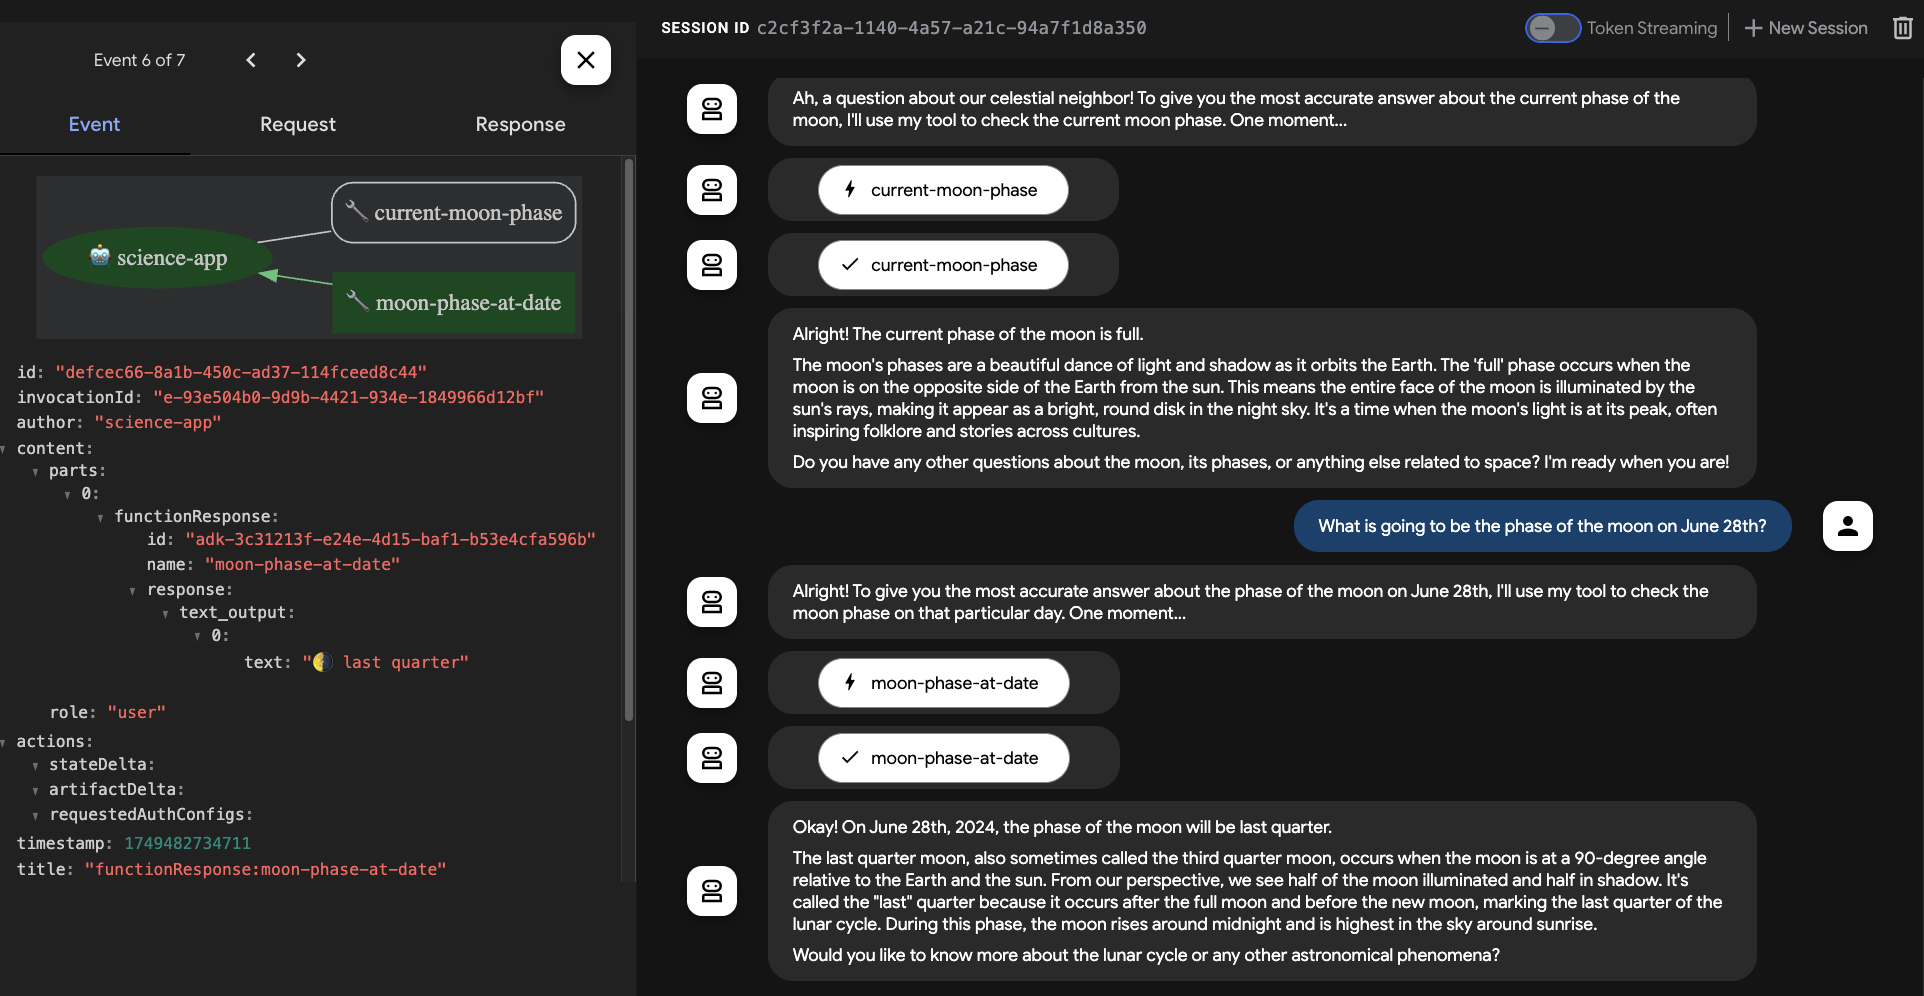 Event 6 of 7
Event Request Response
current-moon-phase
science-app
moon-phase-at-date
id: "defcec66-8a1b-450c-ad37-114fceed8c44"
invocationId: "e-93e504b0-9d9b-4421-934e-1849966d12bf"
author: "science-app"
content:
parts:
0:
functionResponse:
id: "adk-3c31213f-e24e-4d15-baf1-b53e4cfa596b"
name: "moon-phase-at-date"
response:
text_output:
0:
text: "🌗 last quarter"
role: "user"
actions:
stateDelta:
artifactDelta:
requestedAuthConfigs:
timestamp: 1749482734711
title: "functionResponse:moon-phase-at-date"
SESSION ID c2cf3f2a-1140-4a57-a21c-94a7f1d8a350
Token Streaming
New Session
Ah, a question about our celestial neighbor! To give you the most accurate answer about the current phase of the
moon, I'll use my tool to check the current moon phase. One moment...
current-moon-phase
current-moon-phase
Alright! The current phase of the moon is full.
The moon's phases are a beautiful dance of light and shadow as it orbits the Earth. The 'full' phase occurs when the
moon is on the opposite side of the Earth from the sun. This means the entire face of the moon is illuminated by the
sun's rays, making it appear as a bright, round disk in the night sky. It's a time when the moon's light is at its peak, often
inspiring folklore and stories across cultures.
Do you have any other questions about the moon, its phases, or anything else related to space? I'm ready when you are!
What is going to be the phase of the moon on June 28th?
Alright! To give you the most accurate answer about the phase of the moon on June 28th, I'll use my tool to check the
moon phase on that particular day. One moment...
moon-phase-at-date
moon-phase-at-date
Okay! On June 28th, 2024, the phase of the moon will be last quarter.
The last quarter moon, also sometimes called the third quarter moon, occurs when the moon is at a 90-degree angle
relative to the Earth and the sun. From our perspective, we see half of the moon illuminated and half in shadow. It's
called the "last" quarter because it occurs after the full moon and before the new moon, marking the last quarter of the
lunar cycle. During this phase, the moon rises around midnight and is highest in the sky around sunrise.
Would you like to know more about the lunar cycle or any other astronomical phenomena?